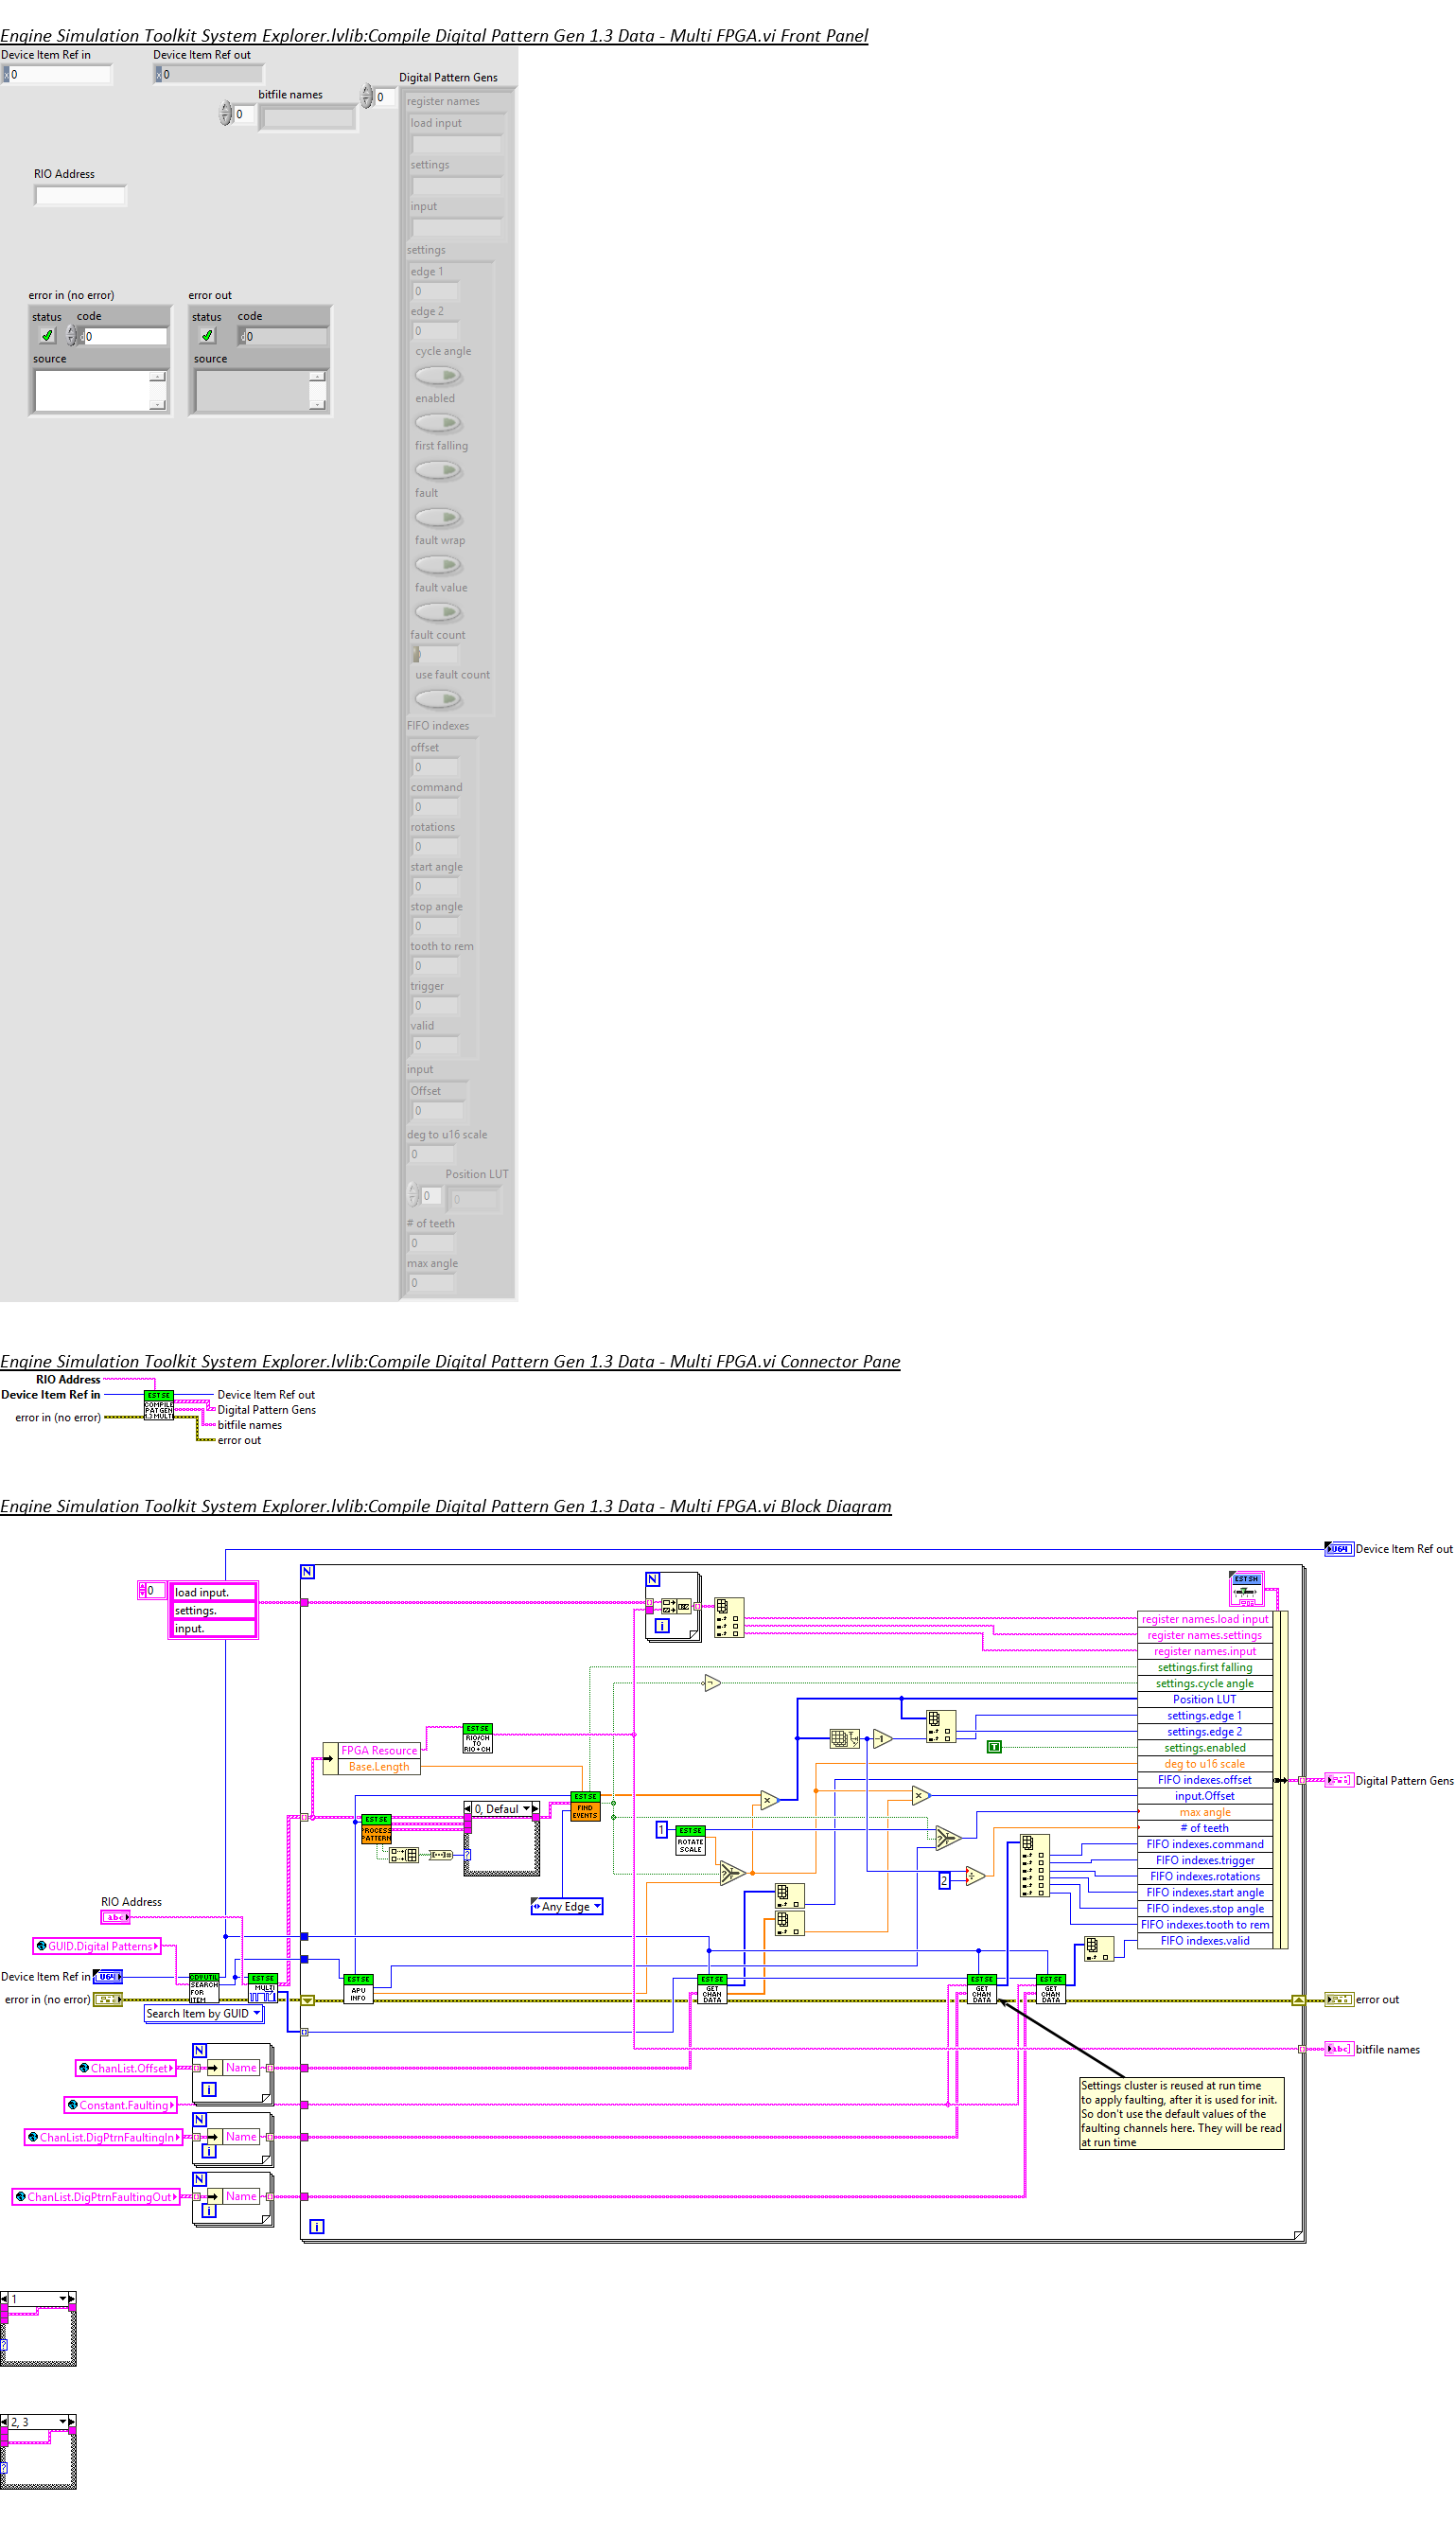 Engine Simulation Toolkit System Explorer.lvlib:Compile Digital Pattern Gen 1.3 Data - Multi FPGA.vi Front Panel
Device Item Ref in
x 0
Device Item Ref out
x 0
bitfile names
0
Digital Pattern Gens
0
register names
load input
settings
input
RIO Address
settings
edge 1
0
edge 2
0
cycle angle
enabled
first falling
fault
fault wrap
fault value
fault count
use fault count
error in (no error)
status
code
d 0
source
error out
status
code
d 0
source
FIFO indexes
offset
0
command
0
rotations
0
start angle
0
stop angle
0
tooth to rem
0
trigger
0
valid
0
input
Offset
0
deg to u16 scale
0
Position LUT
0
0
# of teeth
0
max angle
0
Engine Simulation Toolkit System Explorer.lvlib:Compile Digital Pattern Gen 1.3 Data - Multi FPGA.vi Connector Pane
RIO Address
Device Item Ref in
error in (no error)
EST SE
COMPILE
PAT GEN
1.3 MULTI
Device Item Ref out
Digital Pattern Gens
bitfile names
error out
Engine Simulation Toolkit System Explorer.lvlib:Compile Digital Pattern Gen 1.3 Data - Multi FPGA.vi Block Diagram
U64
Device Item Ref out
0
load input.
settings.
input.
N
N
i
EST SH
register names.load input
register names.settings
register names.input
settings.first falling
settings.cycle angle
Position LUT
settings.edge 1
settings.edge 2
settings.enabled
deg to u16 scale
FIFO indexes.offset
input.Offset
max angle
# of teeth
FIFO indexes.command
FIFO indexes.trigger
FIFO indexes.rotations
FIFO indexes.start angle
FIFO indexes.stop angle
FIFO indexes.tooth to rem
FIFO indexes.valid
Digital Pattern Gens
T
FPGA Resource
Base.Length
EST SE
RIO/CH
TO
RIO + CH
EST SE
PROCESS
PATTERN
0, Defaul
?
EST SE
FIND
EVENTS
Any Edge
1
EST SE
ROTATE
SCALE
-1
2
RIO Address
abc
GUID.Digital Patterns
Device Item Ref in
U64
error in (no error)
CDVUTIL
SEARCH
FOR
ITEM
Search Item by GUID
EST SE
MULTI
EST SE
APU
INFO
EST SE
GET
CHAN
DATA
EST SE
GET
CHAN
DATA
EST SE
GET
CHAN
DATA
error out
abc
bitfile names
ChanList.Offset
N
Name
i
Constant.Faulting
ChanList.DigPtrnFaultingIn
N
Name
i
ChanList.DigPtrnFaultingOut
N
Name
i
Settings cluster is reused at run time
to apply faulting, after it is used for init.
So don't use the default values of the
faulting channels here. They will be read
at run time
i
1
?
2, 3
?